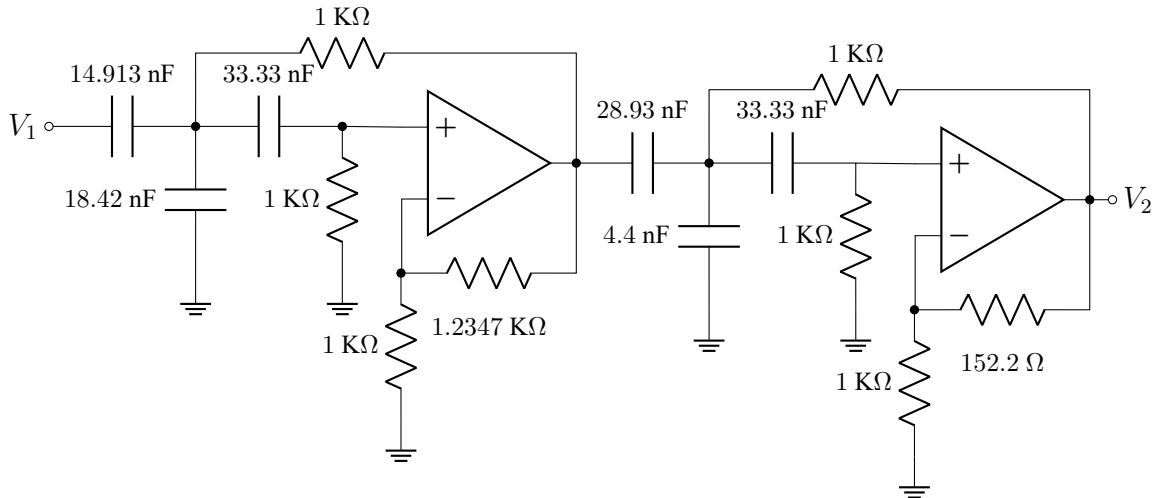 1 KΩ
14.913 nF
33.33 nF
V1
18.42 nF
1 KΩ
+
−
1.2347 KΩ
1 KΩ
1 KΩ
28.93 nF
33.33 nF
4.4 nF
1 KΩ
+
−
V2
152.2 Ω
1 KΩ